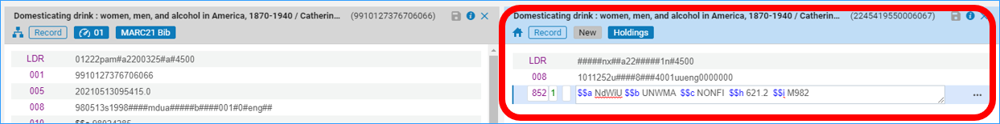 Domesticating drink : women, men, and alcohol in America, 1870-1940 / Catherin... (9910127376706066)
Record 01 MARC21 Bib
LDR 01222pam#a2200325#a#4500
001 9910127376706066
005 20210513095415.0
008 980513s1998####mdua#####b####001#0#eng##
010 $$a 98024285
Domesticating drink : women, men, and alcohol in America, 1870-1940 / Catherin... (2245419550006067)
Record New Holdings
LDR #####nx##a22#####1n#4500
008 1011252u####8###4001uueng0000000
852 1 $$a NdWiU $$b UNWMA $$c NONFI $$h 621.2 $$i M982 ...